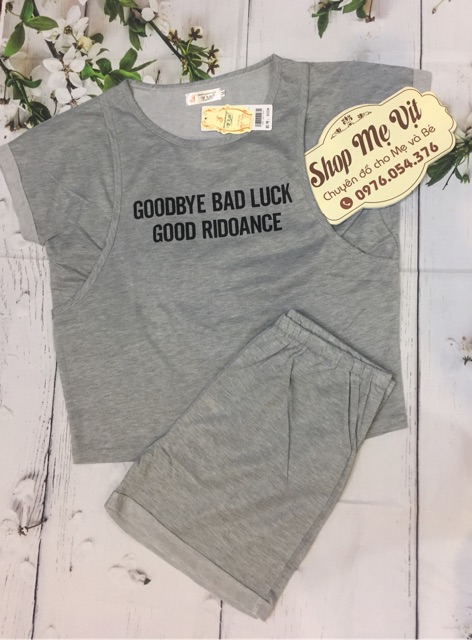 GOODBYE BAD LUCK
GOOD RIDOANCE
Shop Mẹ Vịt
Chuyên đồ cho Mẹ và Bé
0976.054.376